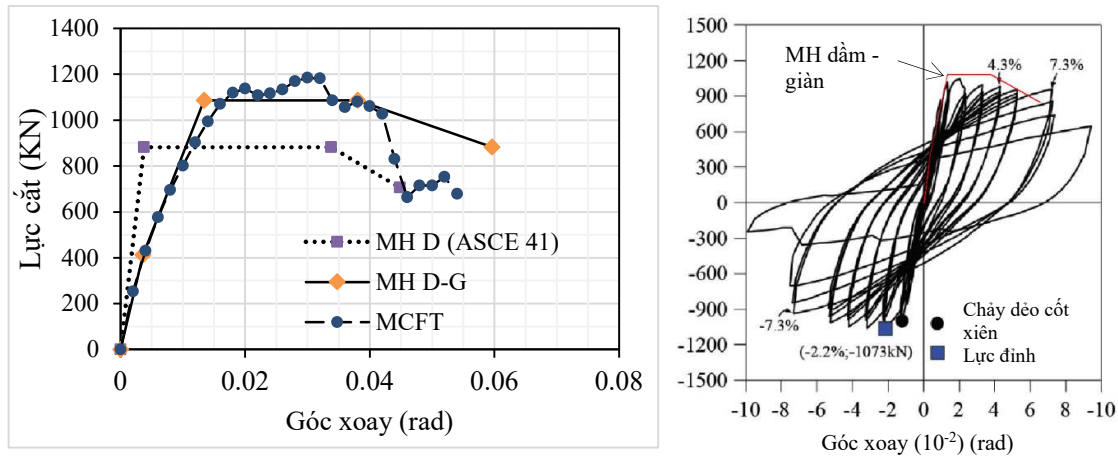 1400
1200
1000
800
600
400
200
0
Lực cắt (KN)
MH D (ASCE 41)
MH D-G
MCFT
0 0.02 0.04 0.06 0.08
Góc xoay (rad)
1500
1200
900
600
300
0
-300
-600
-900
-1200
-1500
MH dầm -
giàn
4.3%
7.3%
-7.3%
(-2.2%;-1073kN)
Chảy dẻo cốt
xiên
Lực đỉnh
-10 -8 -6 -4 -2 0 2 4 -6 -8 -10
Góc xoay (10-2) (rad)